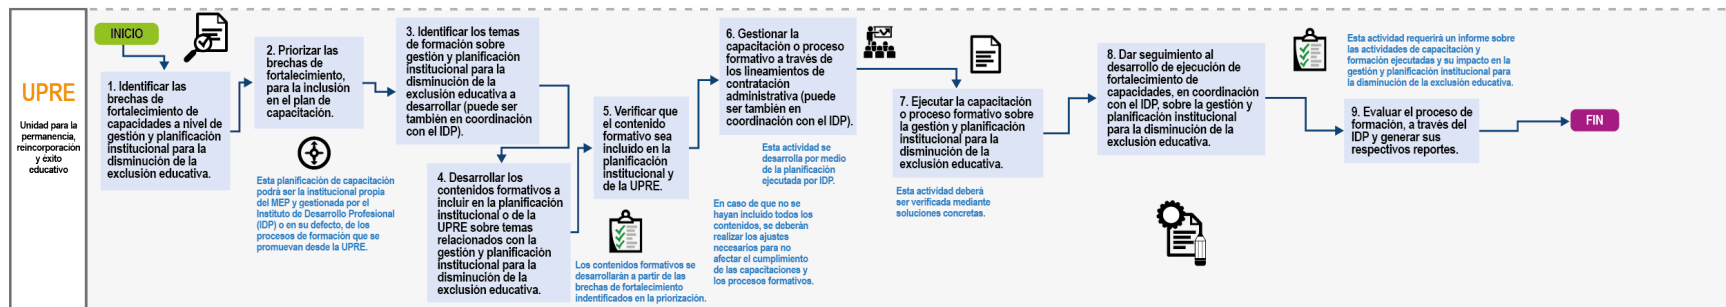 UPRE
Unidad para la
permanencia,
reincorporación
y éxito
educativo
INICIO
1. Identificar las
brechas de
fortalecimiento de
capacidades a nivel de
gestión y planificación
institucional para la
disminución de la
exclusión educativa.
2. Priorizar las
brechas de
fortalecimiento,
para la inclusión
en el plan de
capacitación.
Esta planificación de capacitación
podrá ser la institucional propia
del MEP y gestionada por el
Instituto de Desarrollo Profesional
(IDP) o en su defecto, de los
procesos de formación que se
promuevan desde la UPRE.
3. Identificar los temas
de formación sobre
gestión y planificación
institucional para la
disminución de la
exclusión educativa a
desarrollar (puede ser
también en coordinación
con el IDP).
4. Desarrollar los
contenidos formativos a
incluir en la planificación
institucional o de la
UPRE sobre temas
relacionados con la
gestión y planificación
institucional para la
disminución de la
exclusión educativa.
5. Verificar que
el contenido
formativo sea
incluido en la
planificación
institucional y
de la UPRE.
Los contenidos formativos se
desarrollarán a partir de las
brechas de fortalecimiento
indentificados en la priorización.
6. Gestionar la
capacitación o proceso
formativo a través de
los lineamientos de
contratación
administrativa (puede
ser también en
coordinación con el IDP).
Esta actividad se
desarrolla por medio
de la planificación
ejecutada por IDP.
En caso de que no se
hayan incluido todos los
contenidos, se deberán
realizar los ajustes
necesarios para no
afectar el cumplimiento
de las capacitaciones y
los procesos formativos.
7. Ejecutar la capacitación
o proceso formativo sobre
la gestión y planificación
institucional para la
disminución de la
exclusión educativa.
Esta actividad deberá
ser verificada mediante
soluciones concretas.
8. Dar seguimiento al
desarrollo de ejecución de
fortalecimiento de
capacidades, en coordinación
con el IDP, sobre la gestión y
planificación institucional
para la disminución de la
exclusión educativa.
Esta actividad requerirá un informe sobre
las actividades de capacitación y
formación ejecutadas y su impacto en la
gestión y planificación institucional para
la disminución de la exclusión educativa.
9. Evaluar el proceso de
formación, a través del
IDP y generar sus
respectivos reportes.
FIN